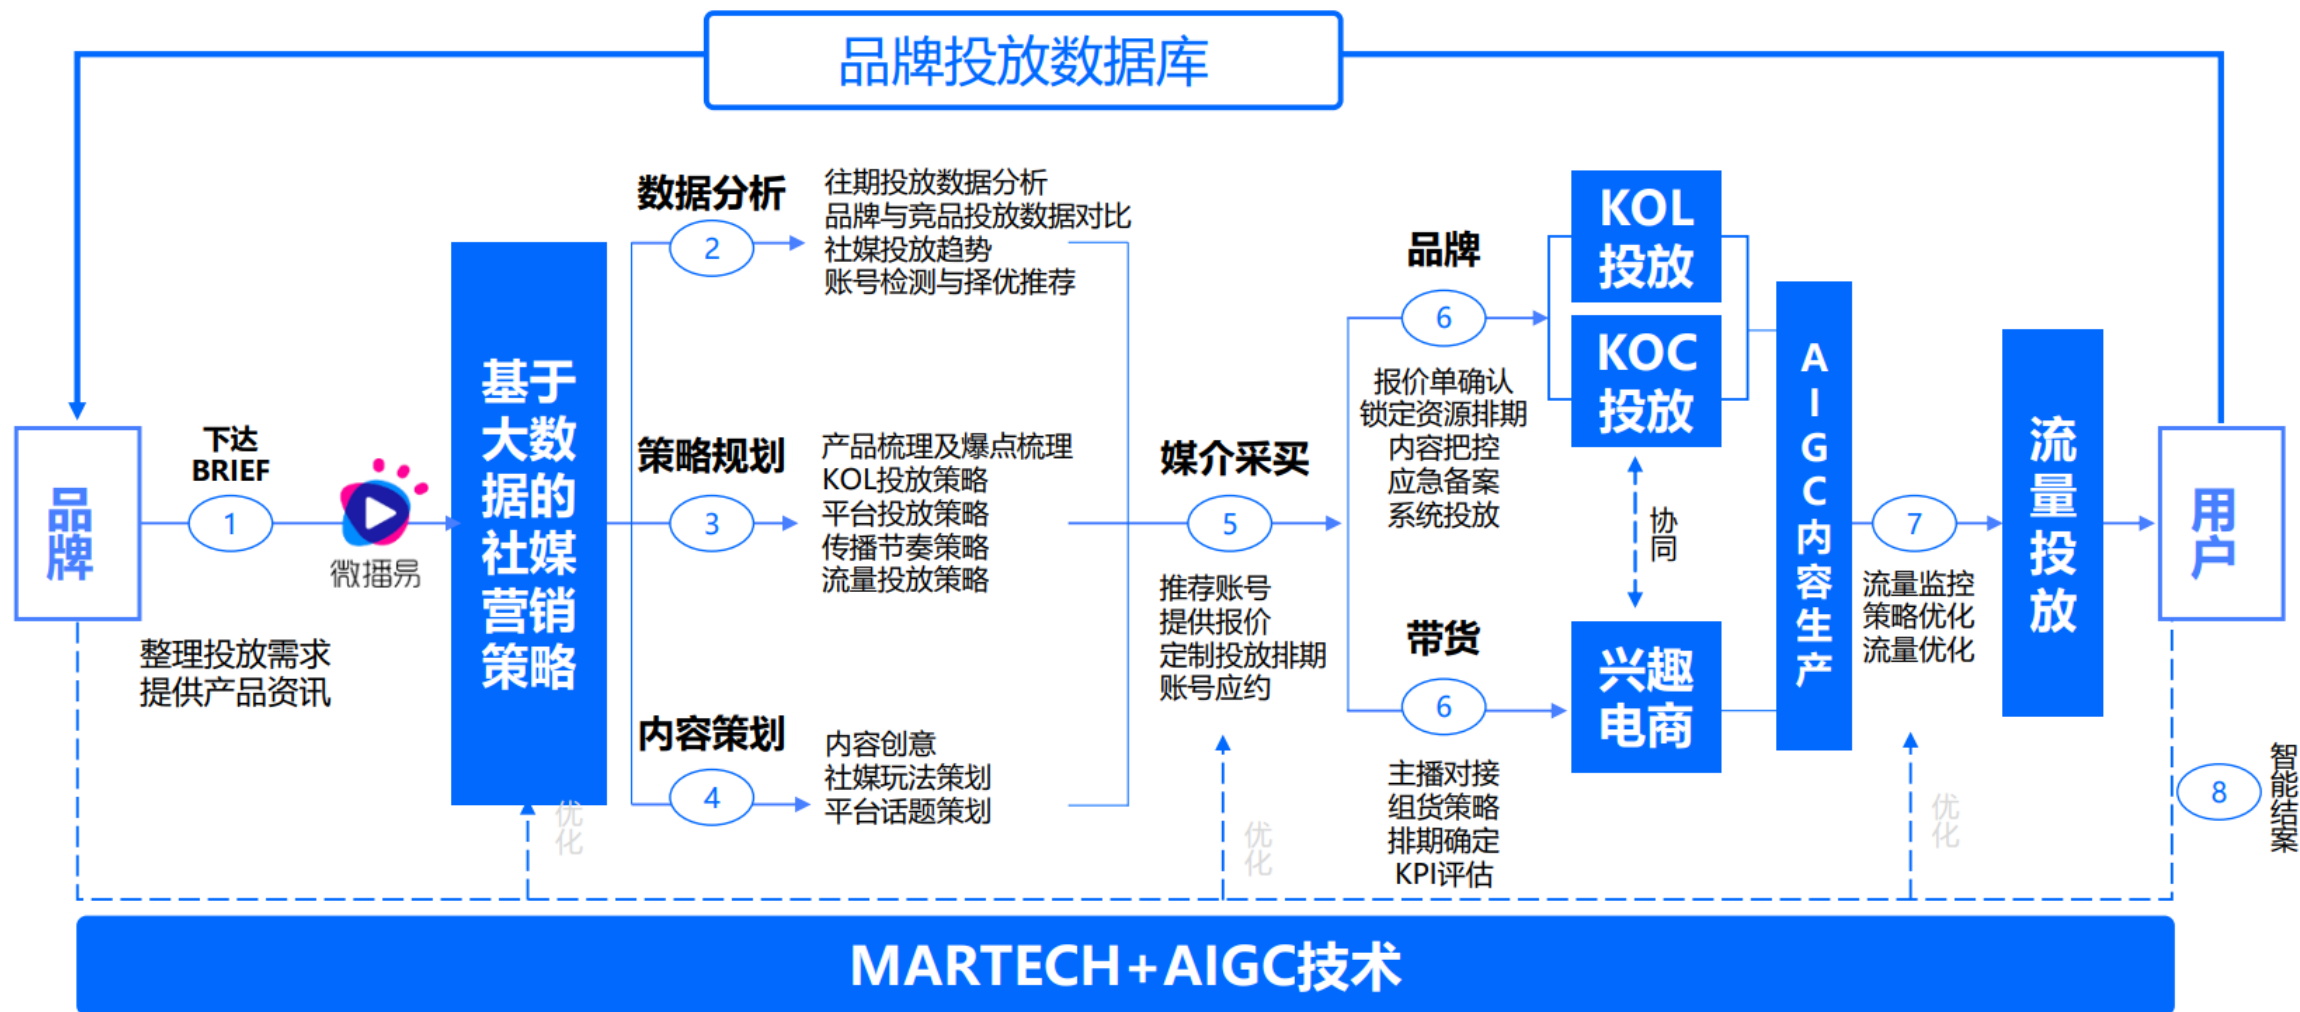 品牌投放数据库
品牌
下达
BRIEF
1
整理投放需求
提供产品资讯
微播易
基于
大数
据的
社媒
营销
策略
数据分析
2
往期投放数据分析
品牌与竞品投放数据对比
社媒投放趋势
账号检测与择优推荐
策略规划
3
产品梳理及爆点梳理
KOL投放策略
平台投放策略
传播节奏策略
流量投放策略
内容策划
4
内容创意
社媒玩法策划
平台话题策划
优化
媒介采买
5
推荐账号
提供报价
定制投放排期
账号应约
优化
品牌
6
报价单确认
锁定资源排期
内容把控
应急备案
系统投放
带货
6
主播对接
组货策略
排期确定
KPI评估
KOL
投放
KOC
投放
协同
兴趣
电商
AIGC内容生产
7
流量监控
策略优化
流量优化
优化
流量投放
用户
8
智能结案
MARTECH+AIGC技术